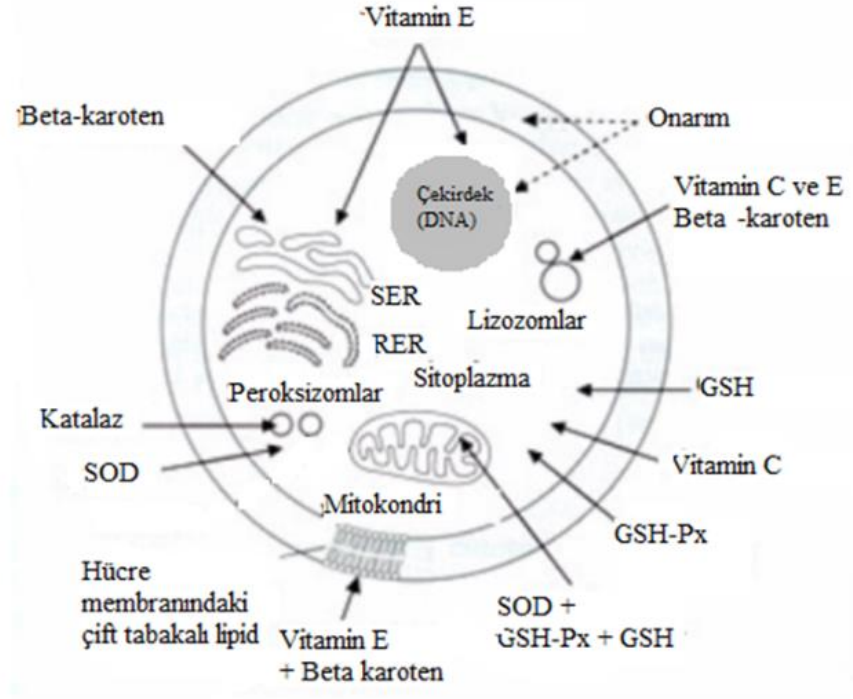 Vitamin E
Beta-karoten
Onarım
Çekirdek
(DNA)
Vitamin C ve E
Beta -karoten
SER
Lizozomlar
RER
Sitoplazma
Peroksizomlar
GSH
Katalaz
SOD
Vitamin C
Mitokondri
GSH-Px
Hücre
membranındaki
çift tabakalı lipid
Vitamin E
+ Beta karoten
SOD +
GSH-Px + GSH